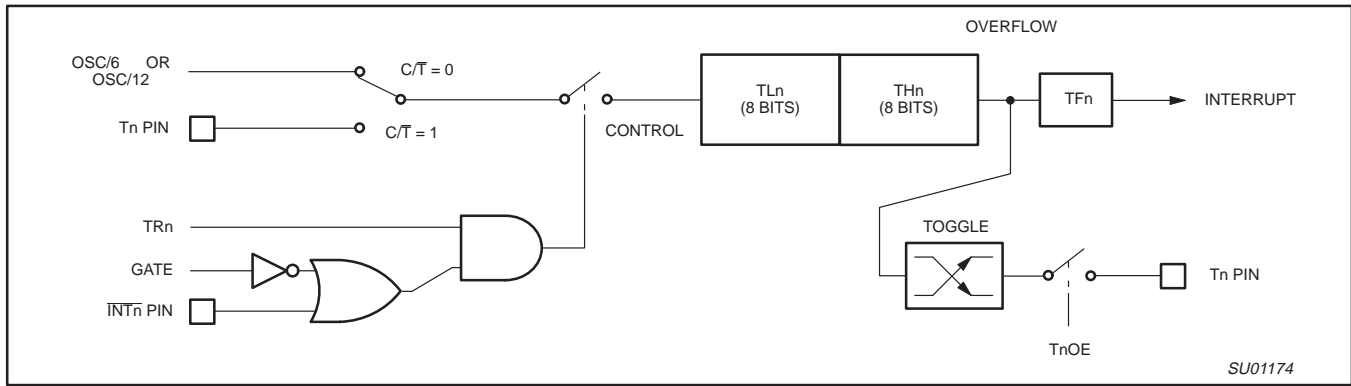 OVERFLOW
OSC/6 OR
OSC/12
C/T̅ = 0
TLn
(8 BITS)
THn
(8 BITS)
TFn
INTERRUPT
Tn PIN
C/T̅ = 1
CONTROL
TRn
TOGGLE
GATE
Tn PIN
I̅N̅T̅n̅ PIN
TnOE
SU01174